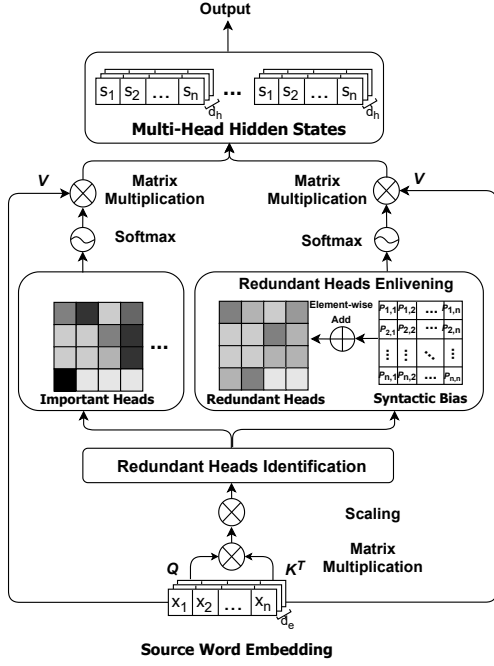 Output
s1 s2 ... sn ... s1 s2 ... sn
dh dh
Multi-Head Hidden States
V Matrix Multiplication Matrix Multiplication V
Softmax Softmax
Redundant Heads Enlivening
Element-wise Add
P1,1 P1,2 ... P1,n
P2,1 P2,2 ... P2,n
Pn,1 Pn,2 ... Pn,n
...
Important Heads Redundant Heads Syntactic Bias
Redundant Heads Identification
Scaling
Q K^T Matrix Multiplication
x1 x2 ... xn
de
Source Word Embedding